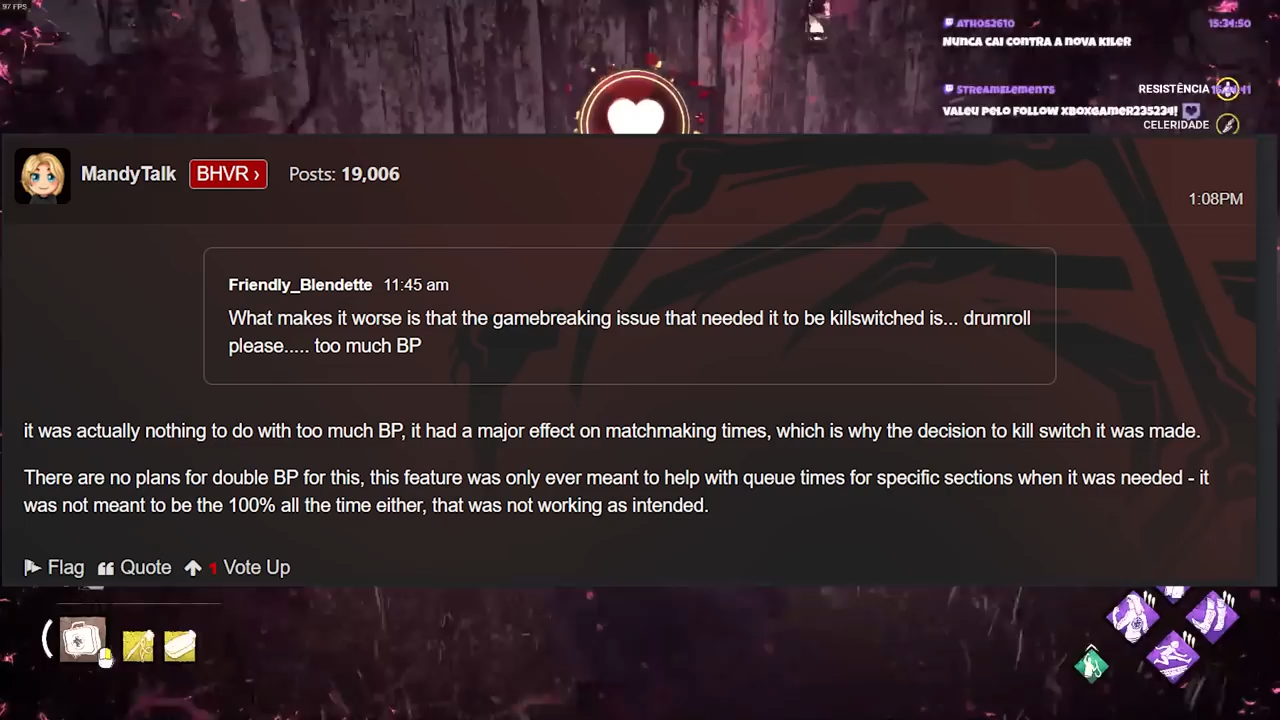 97 FPS
ATHOS2610 15:34:50
NUNCA CAI CONTRA A NOVA KILER
STREAMELEMENTS
RESISTÊNCIA
VALEU PELO FOLLOW XBOXGAMER235234!
CELERIDADE
MandyTalk BHVR › Posts: 19,006
1:08PM
Friendly_Blendette 11:45 am
What makes it worse is that the gamebreaking issue that needed it to be killswitched is... drumroll
please..... too much BP
it was actually nothing to do with too much BP, it had a major effect on matchmaking times, which is why the decision to kill switch it was made.
There are no plans for double BP for this, this feature was only ever meant to help with queue times for specific sections when it was needed - it
was not meant to be the 100% all the time either, that was not working as intended.
Flag Quote 1 Vote Up